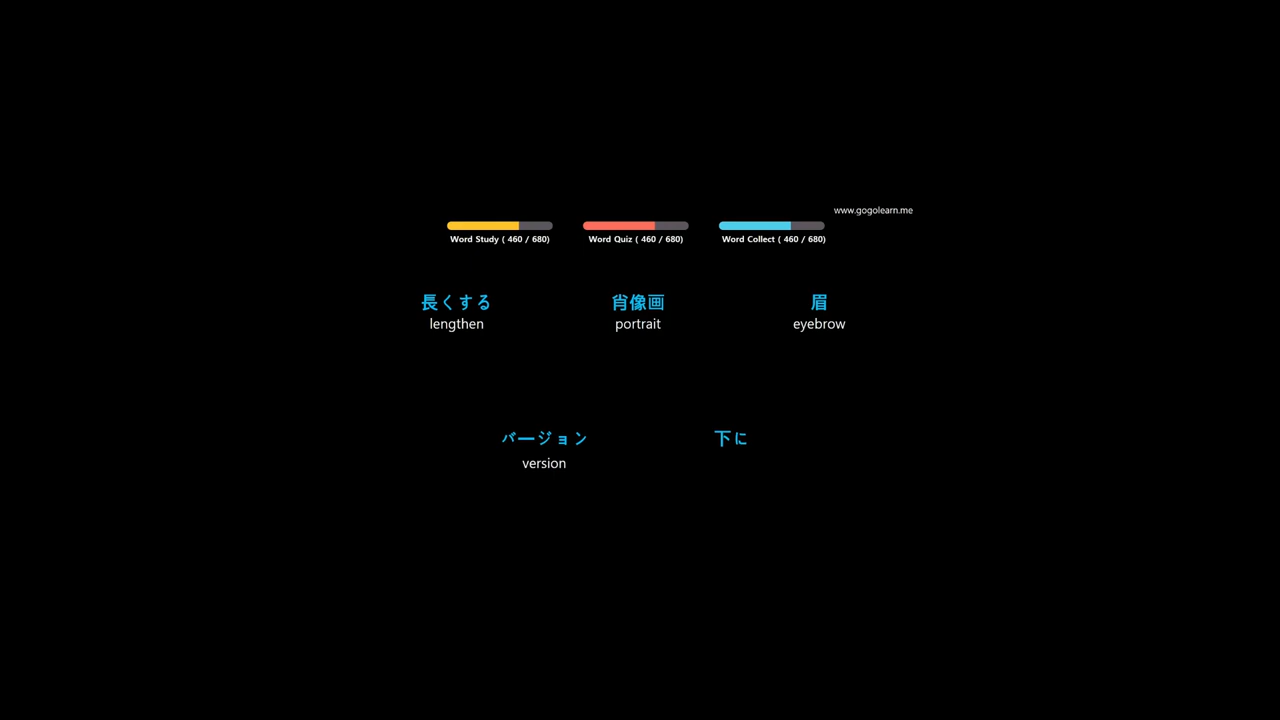 www.gogolearn.me
Word Study ( 460 / 680)
Word Quiz ( 460 / 680)
Word Collect ( 460 / 680)
長くする
lengthen
肖像画
portrait
眉
eyebrow
バージョン
version
下に